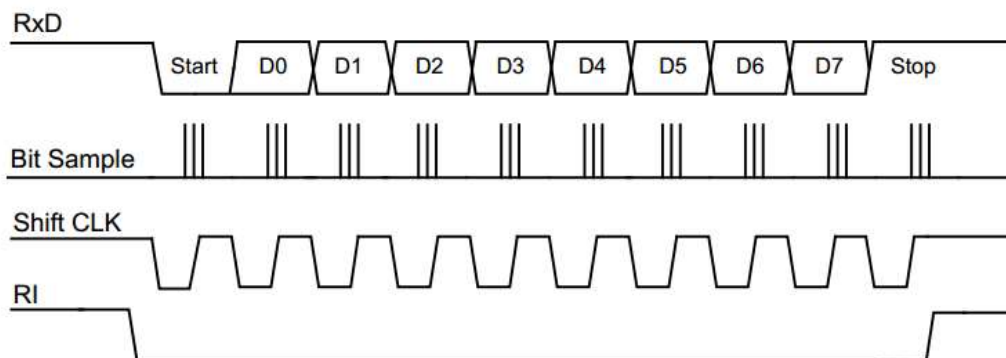 RxD
Start D0 D1 D2 D3 D4 D5 D6 D7 Stop
Bit Sample
Shift CLK
RI